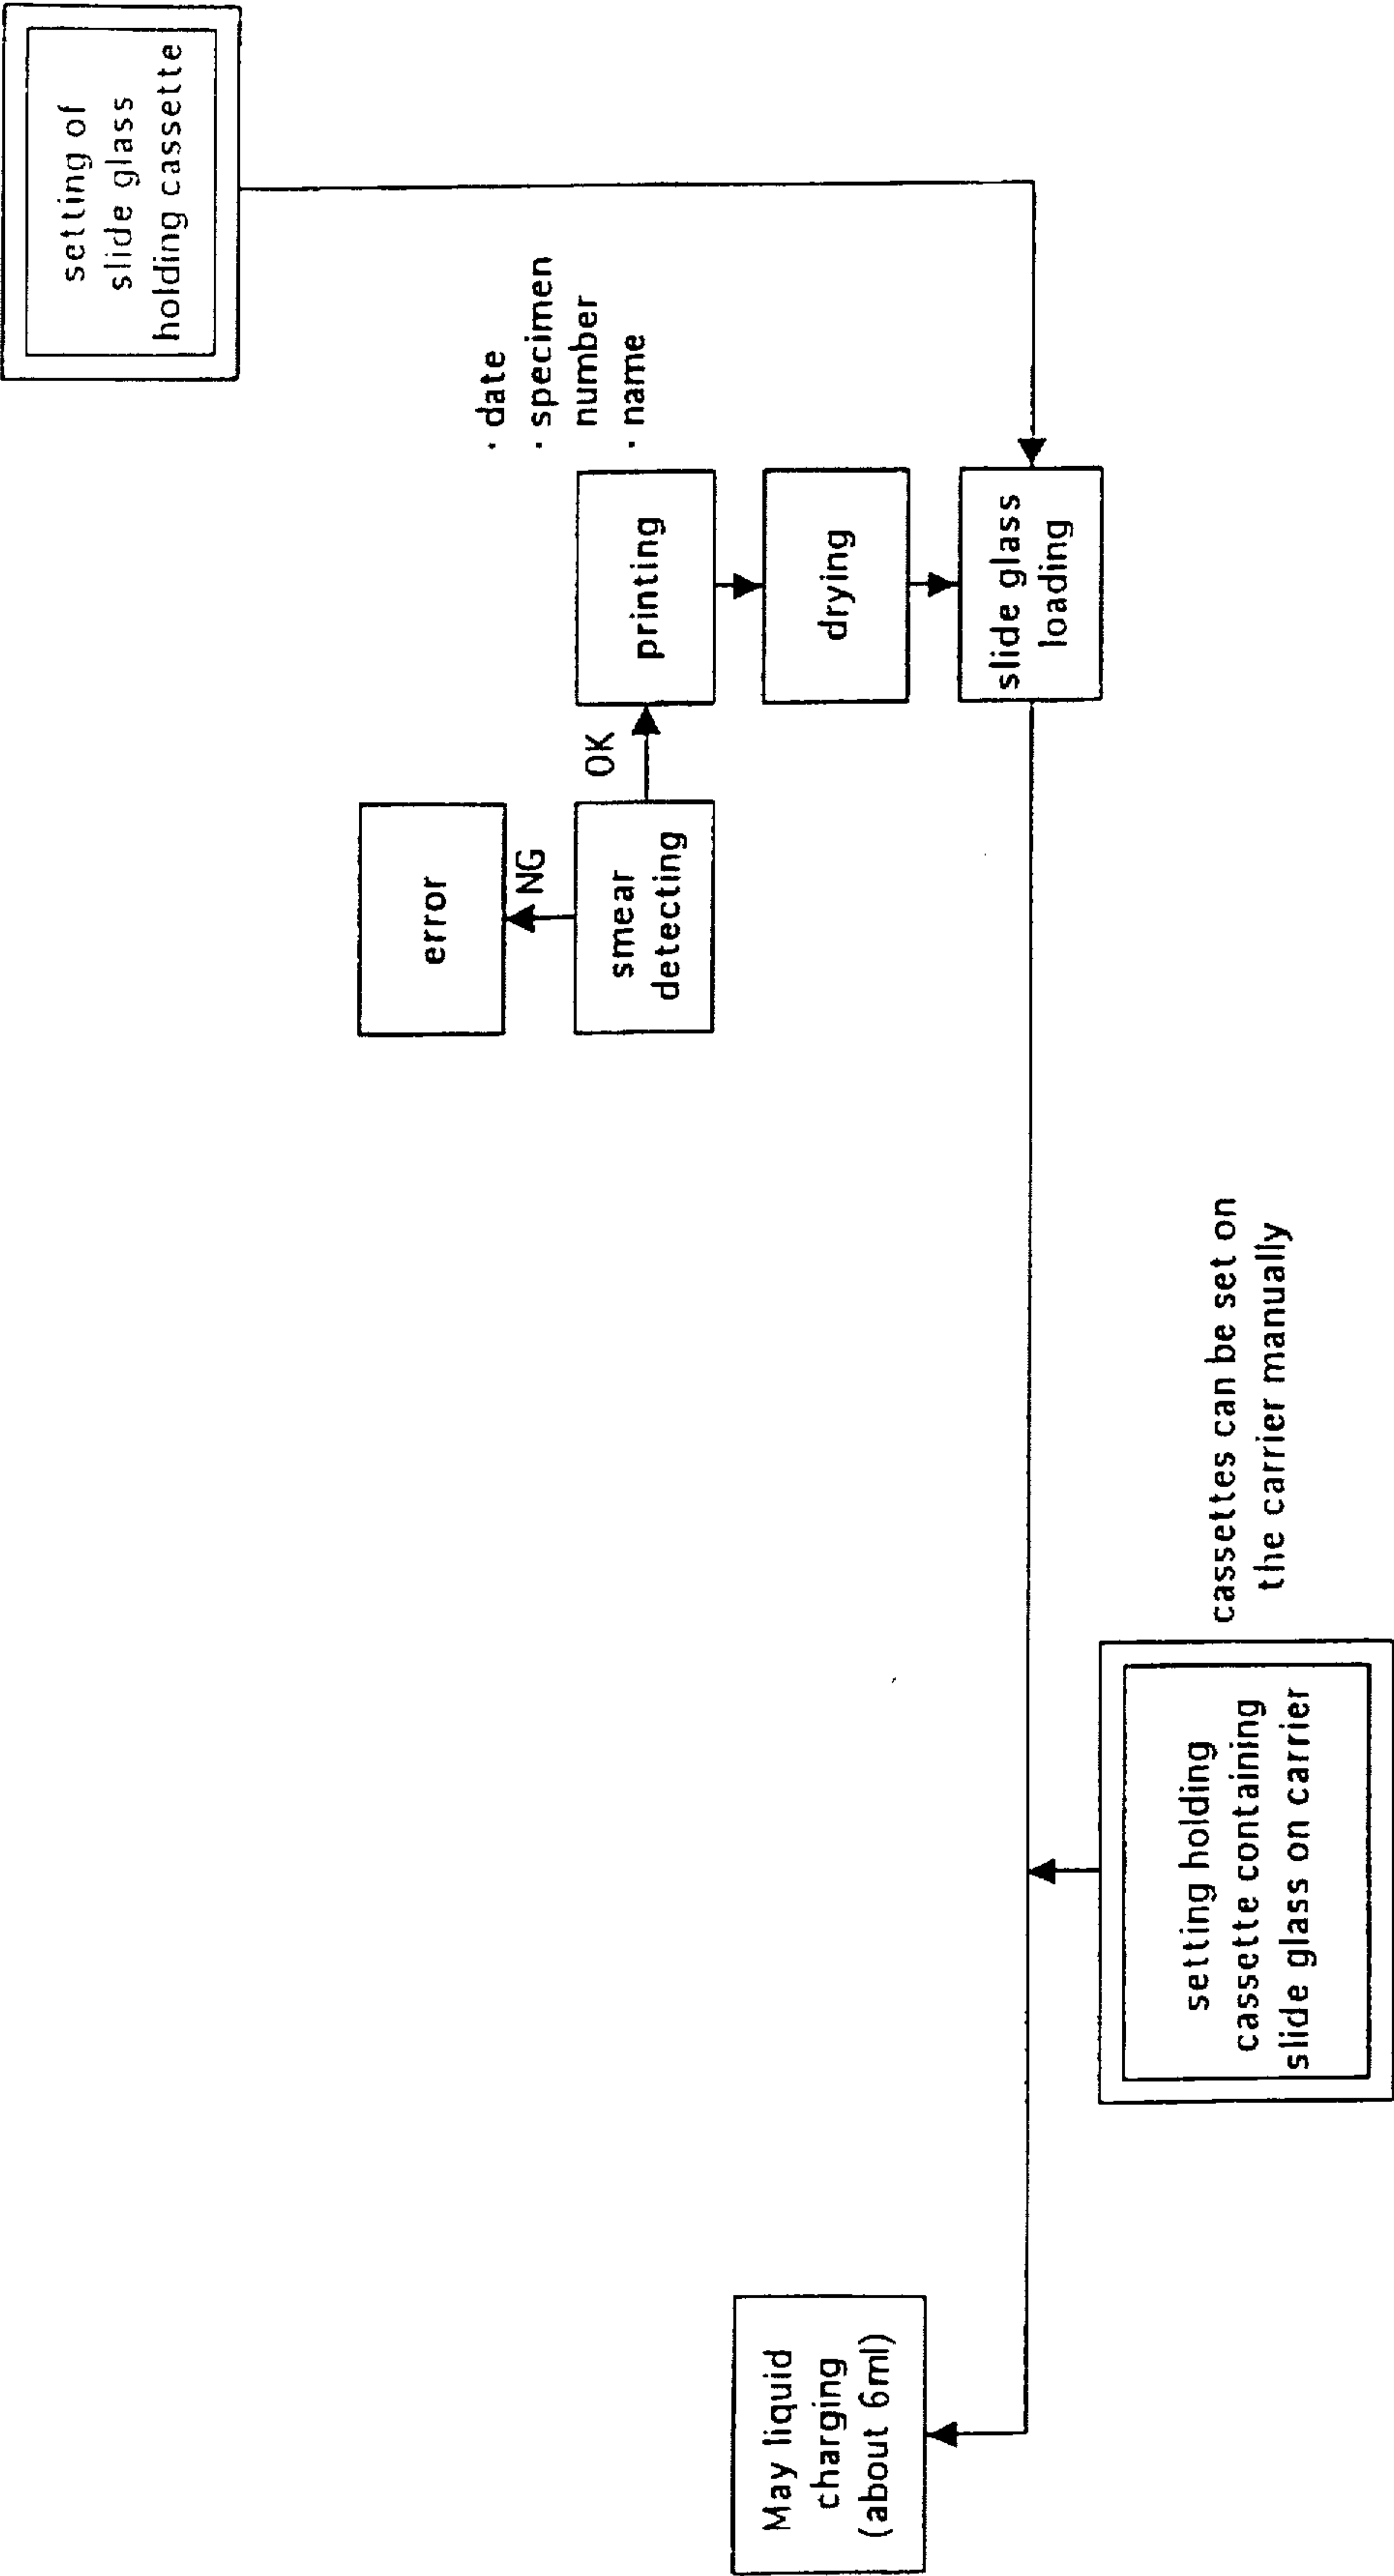 setting of
slide glass
holding cassette
· date
· specimen
number
· name
error
NG
smear
detecting
OK
printing
drying
slide glass
loading
May liquid
charging
(about 6ml)
setting holding
cassette containing
slide glass on carrier
cassettes can be set on
the carrier manually